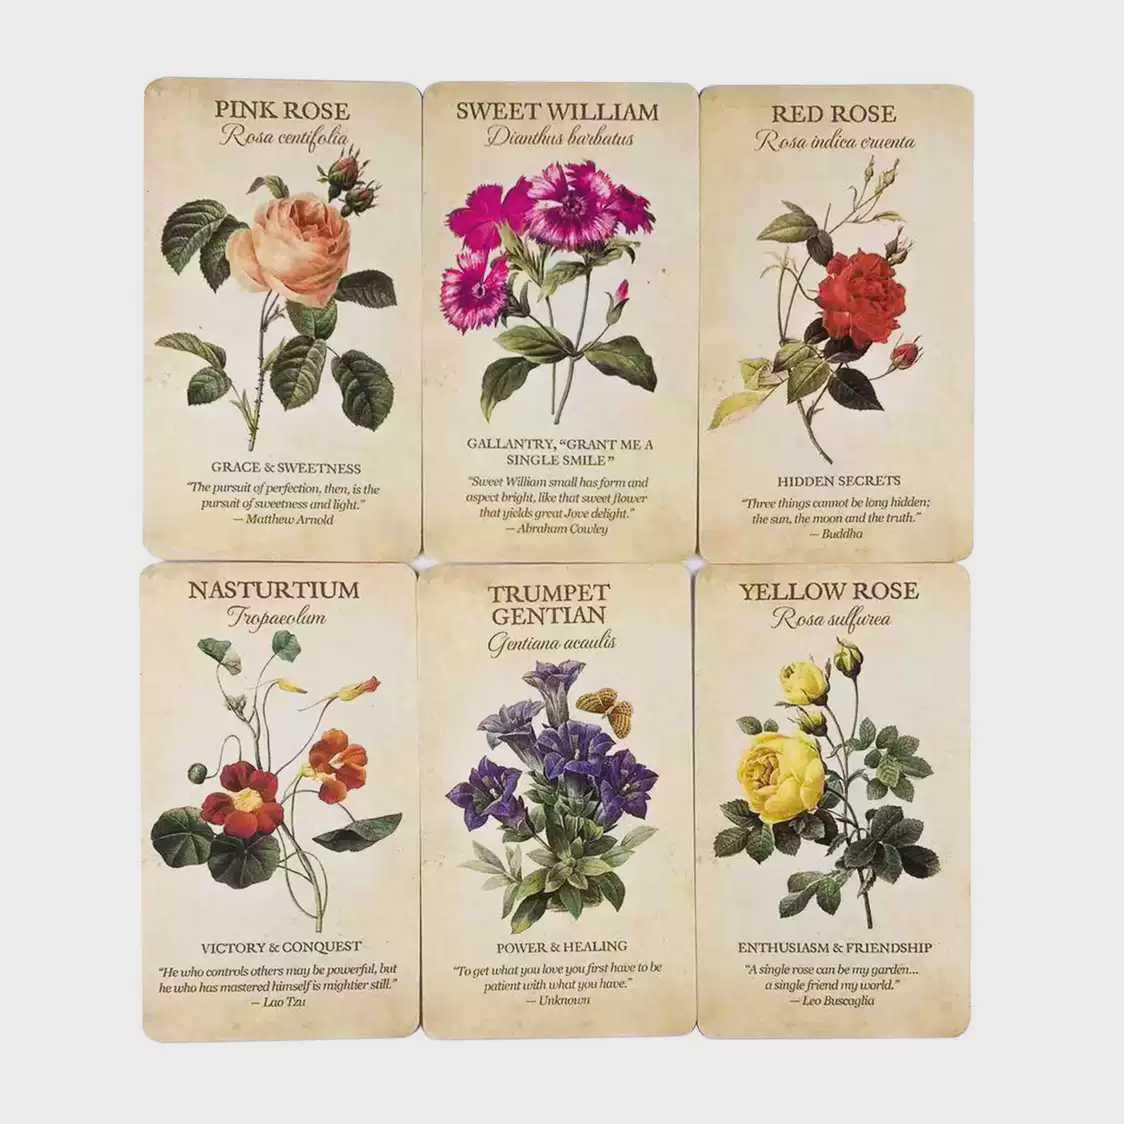 PINK ROSE
Rosa centifolia
GRACE & SWEETNESS
"The pursuit of perfection, then, is the
pursuit of sweetness and light."
— Matthew Arnold
SWEET WILLIAM
Dianthus barbatus
GALLANTRY, "GRANT ME A
SINGLE SMILE"
"Sweet William small has form and
aspect bright, like that sweet flower
that yields great Jove delight."
— Abraham Cowley
RED ROSE
Rosa indica cruenta
HIDDEN SECRETS
"Three things cannot be long hidden;
the sun, the moon and the truth."
— Buddha
NASTURTIUM
Tropaeolum
VICTORY & CONQUEST
"He who controls others may be powerful, but
he who has mastered himself is mightier still."
— Lao Tzu
TRUMPET
GENTIAN
Gentiana acaulis
POWER & HEALING
"To get what you love you first have to be
patient with what you have."
— Unknown
YELLOW ROSE
Rosa sulfurea
ENTHUSIASM & FRIENDSHIP
"A single rose can be my garden...
a single friend my world."
— Leo Buscaglia